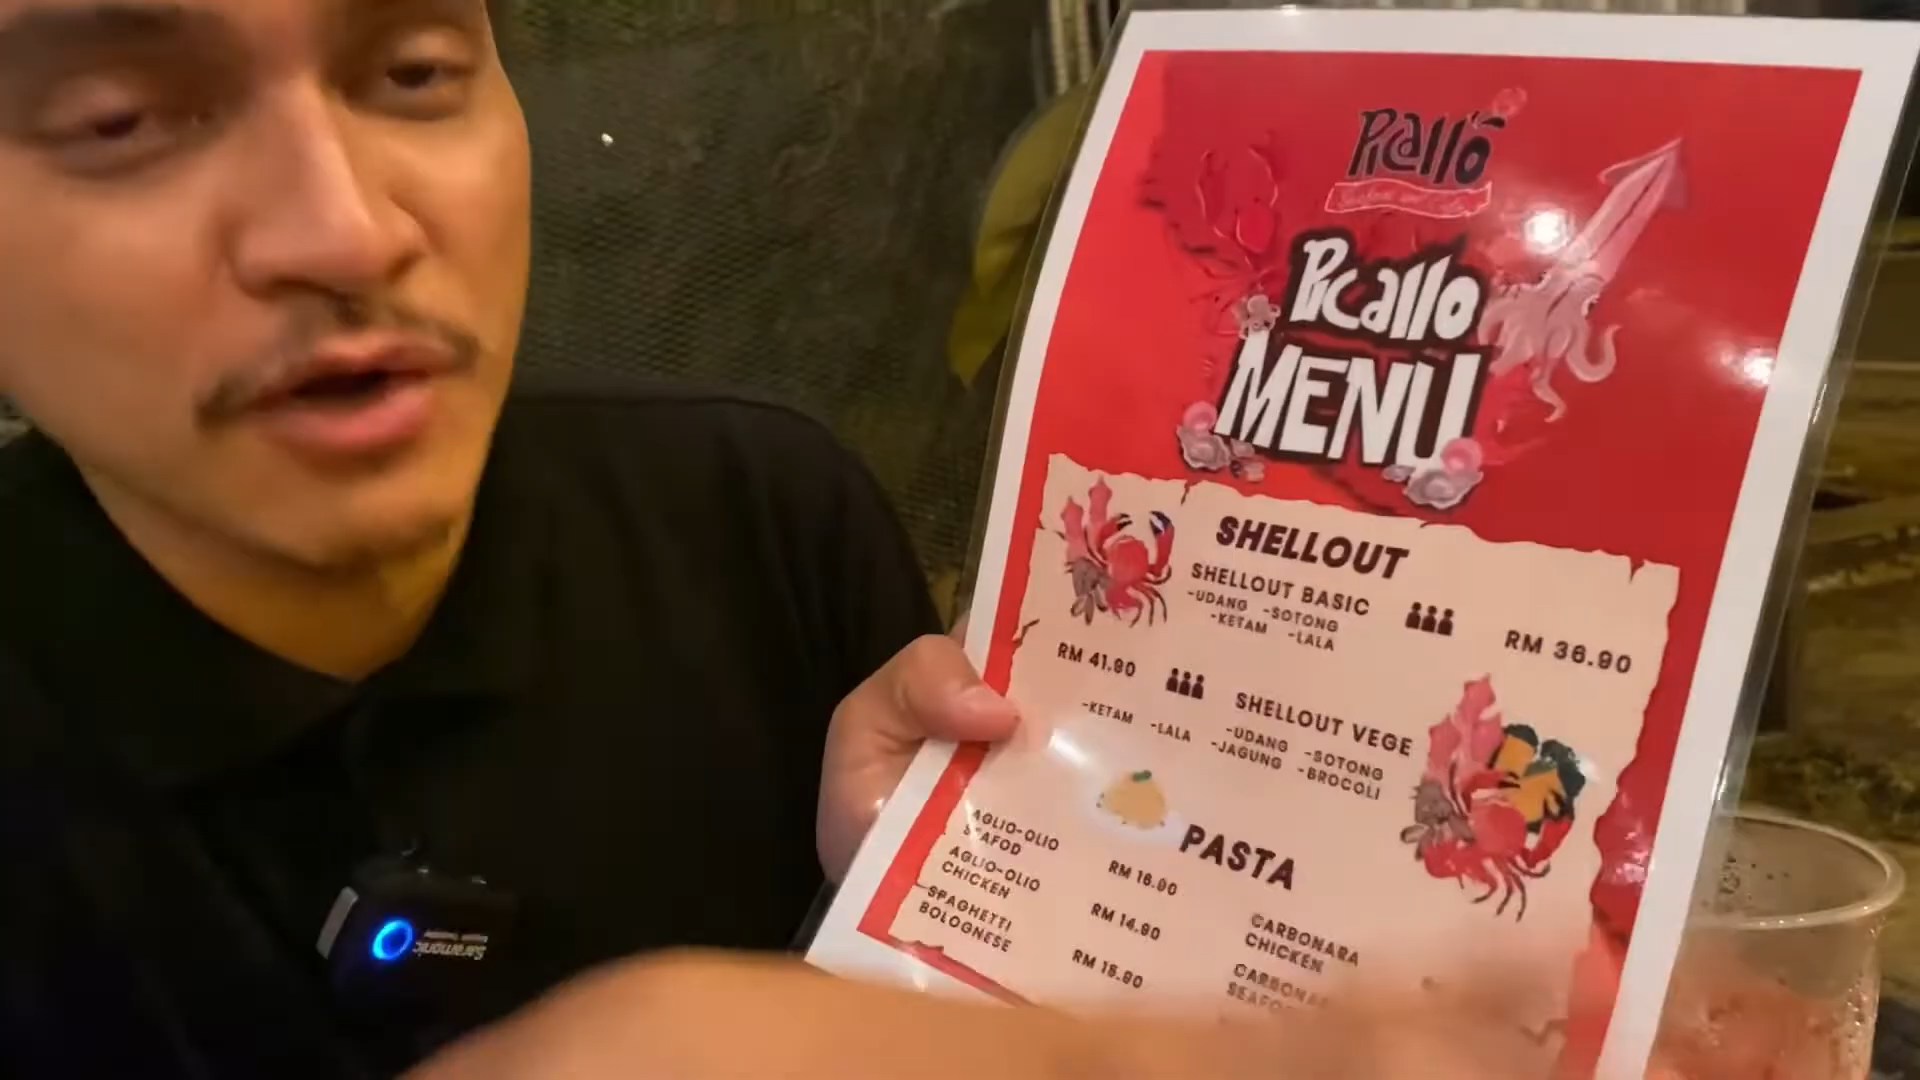 Picallo
Picallo
MENU
SHELLOUT
SHELLOUT BASIC
-UDANG -SOTONG
-KETAM -LALA
RM 36.90
RM 41.90
SHELLOUT VEGE
-UDANG -SOTONG
-KETAM -LALA -JAGUNG -BROCOLI
PASTA
AGLIO-OLIO
SEAFOD
RM 16.90
AGLIO-OLIO
CHICKEN
RM 14.90
SPAGHETTI
BOLOGNESE
RM 15.90
CARBONARA
CHICKEN
Saramonic